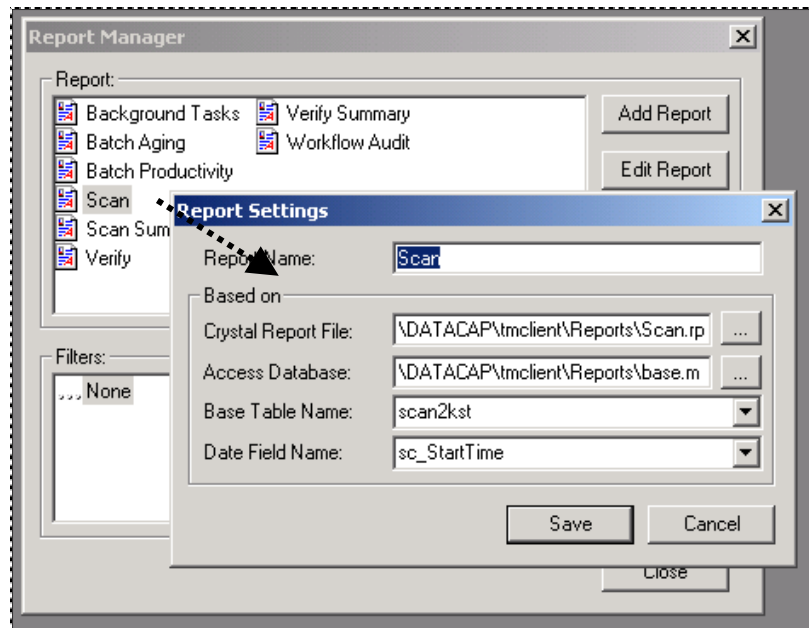 Report Manager
Report:
Background Tasks
Batch Aging
Batch Productivity
Scan
Scan Sum
Verify
Verify Summary
Workflow Audit
Add Report
Edit Report
Filters:
None
Close
Report Settings
Report Name:
Scan
Based on
Crystal Report File:
\DATACAP\tmclient\Reports\Scan.rp
...
Access Database:
\DATACAP\tmclient\Reports\base.m
...
Base Table Name:
scan2kst
Date Field Name:
sc_StartTime
Save
Cancel